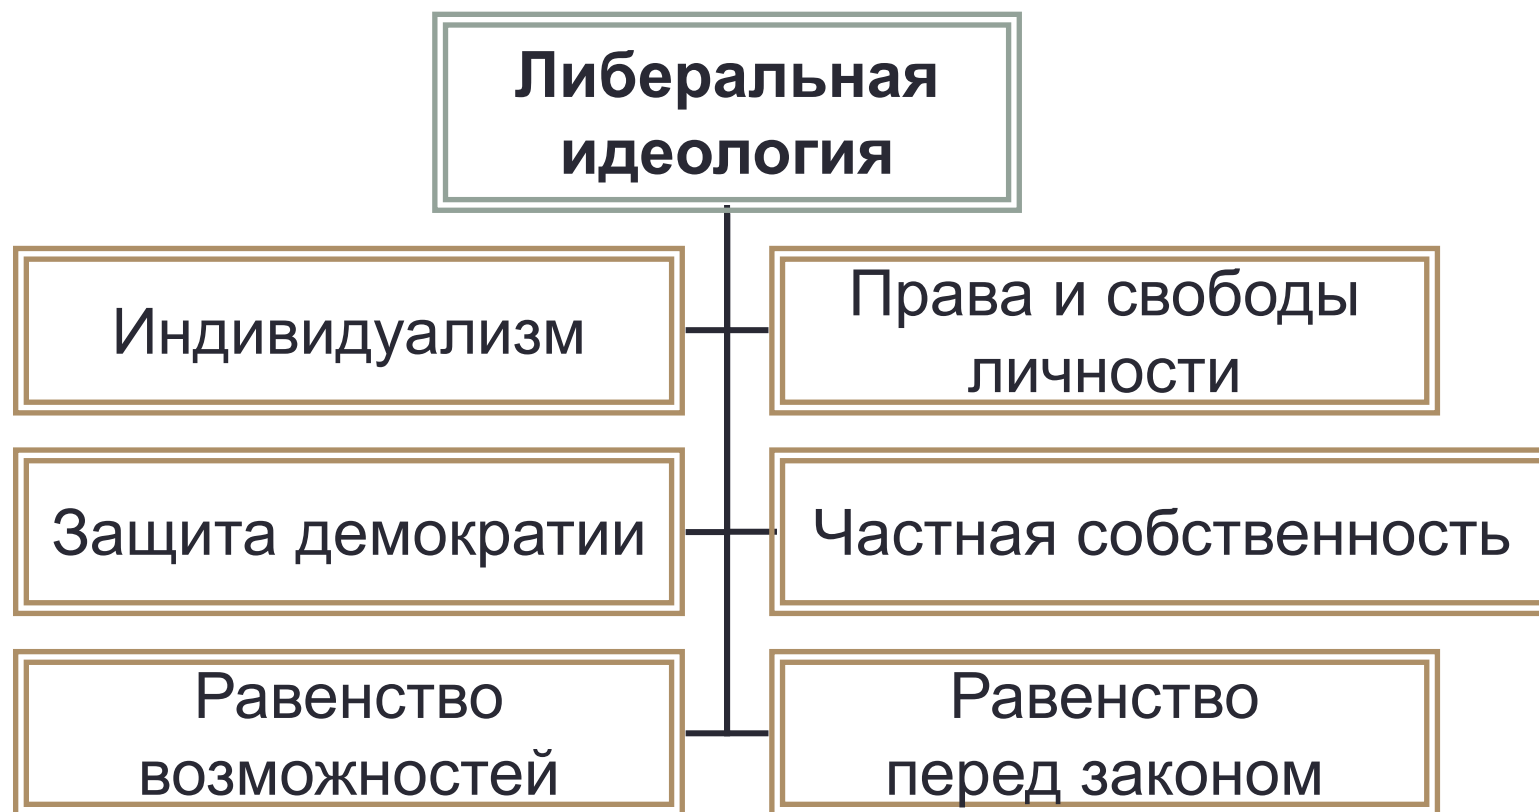 Либеральная
идеология
Индивидуализм
Права и свободы
личности
Защита демократии
Частная собственность
Равенство
возможностей
Равенство
перед законом